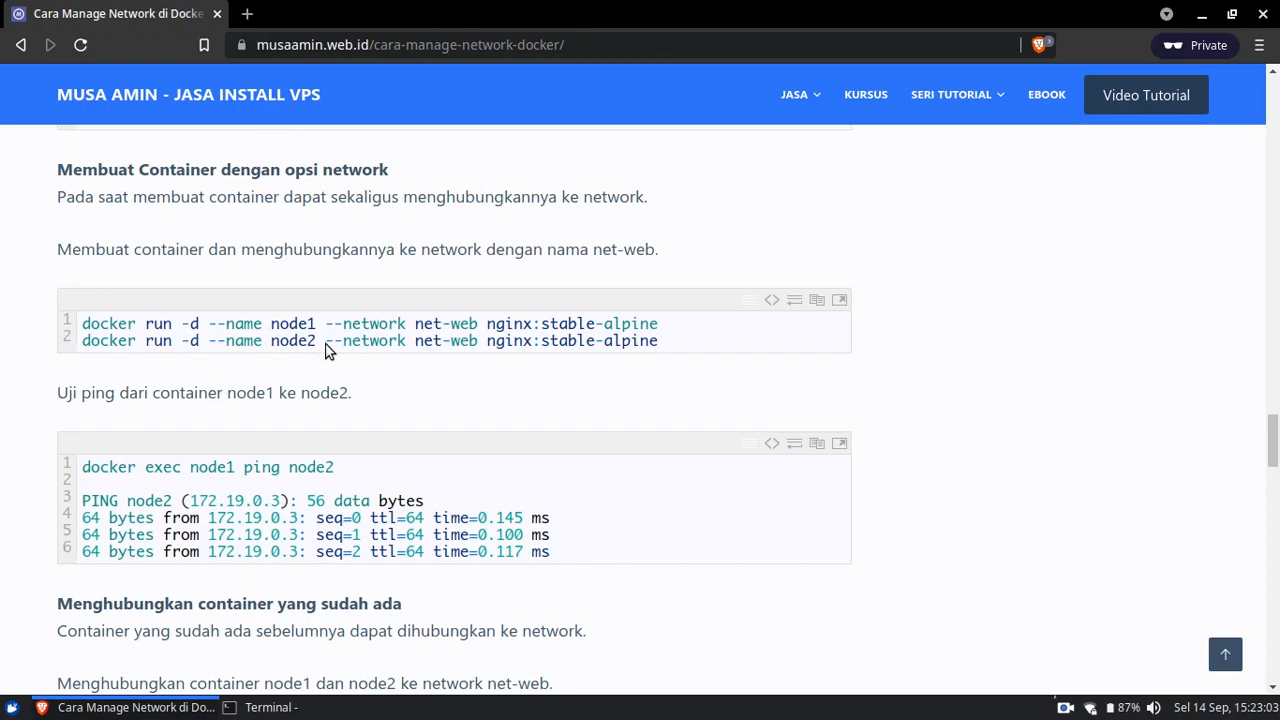 Cara Manage Network di Docke
Private
musaamin.web.id/cara-manage-network-docker/
MUSA AMIN - JASA INSTALL VPS
JASA
KURSUS
SERI TUTORIAL
EBOOK
Video Tutorial
Membuat Container dengan opsi network
Pada saat membuat container dapat sekaligus menghubungkannya ke network.
Membuat container dan menghubungkannya ke network dengan nama net-web.
1 docker run -d --name node1 --network net-web nginx:stable-alpine
2 docker run -d --name node2 --network net-web nginx:stable-alpine
Uji ping dari container node1 ke node2.
1 docker exec node1 ping node2
2
3 PING node2 (172.19.0.3): 56 data bytes
4 64 bytes from 172.19.0.3: seq=0 ttl=64 time=0.145 ms
5 64 bytes from 172.19.0.3: seq=1 ttl=64 time=0.100 ms
6 64 bytes from 172.19.0.3: seq=2 ttl=64 time=0.117 ms
Menghubungkan container yang sudah ada
Container yang sudah ada sebelumnya dapat dihubungkan ke network.
Menghubungkan container node1 dan node2 ke network net-web.
Cara Manage Network di Do...
Terminal -
87%
Sel 14 Sep, 15:23:03